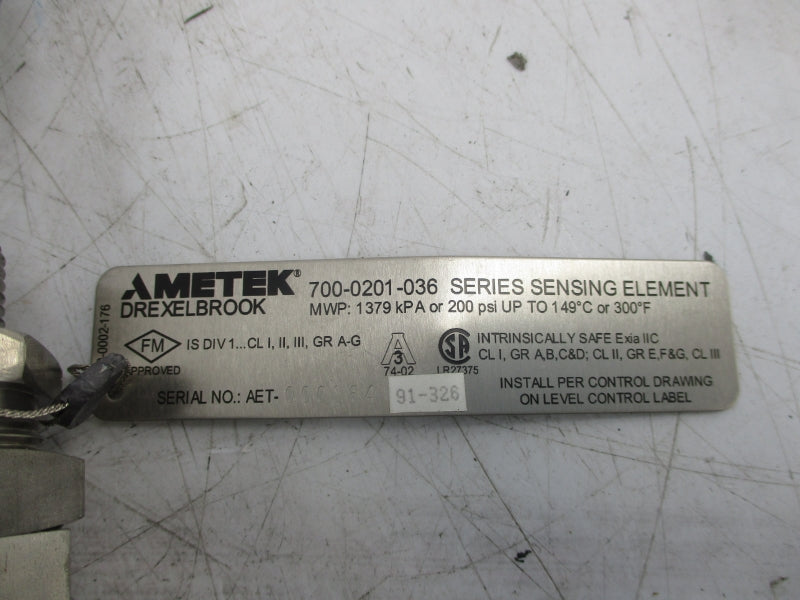 AMETEK®
DREXELBROOK
700-0201-036 SERIES SENSING ELEMENT
MWP: 1379 kPA or 200 psi UP TO 149°C or 300°F
-0002-176
FM
APPROVED
IS DIV 1...CL I, II, III, GR A-G
A
3
74-02
SA
LR27375
INTRINSICALLY SAFE Exia IIC
CL I, GR A,B,C&D; CL II, GR E,F&G, CL III
SERIAL NO.: AET-
91-326
INSTALL PER CONTROL DRAWING
ON LEVEL CONTROL LABEL